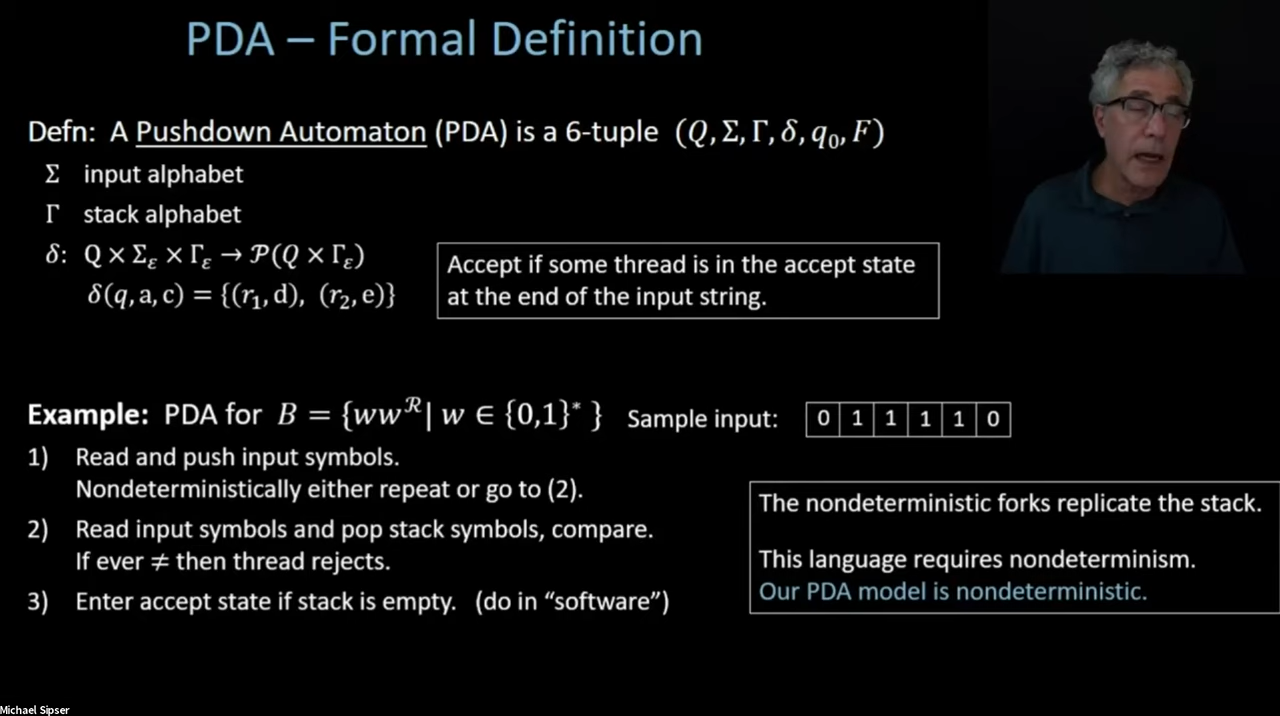 PDA – Formal Definition
Defn: A Pushdown Automaton (PDA) is a 6-tuple (Q, Σ, Γ, δ, q₀, F)
Σ input alphabet
Γ stack alphabet
δ: Q × Σ_ε × Γ_ε → 𝒫(Q × Γ_ε)
δ(q, a, c) = {(r₁, d), (r₂, e)}
Accept if some thread is in the accept state
at the end of the input string.
Example: PDA for B = {ww^ℛ| w ∈ {0,1}* }
Sample input: 0 1 1 1 1 0
1) Read and push input symbols.
Nondeterministically either repeat or go to (2).
2) Read input symbols and pop stack symbols, compare.
If ever ≠ then thread rejects.
3) Enter accept state if stack is empty. (do in “software”)
The nondeterministic forks replicate the stack.
This language requires nondeterminism.
Our PDA model is nondeterministic.
Michael Sipser